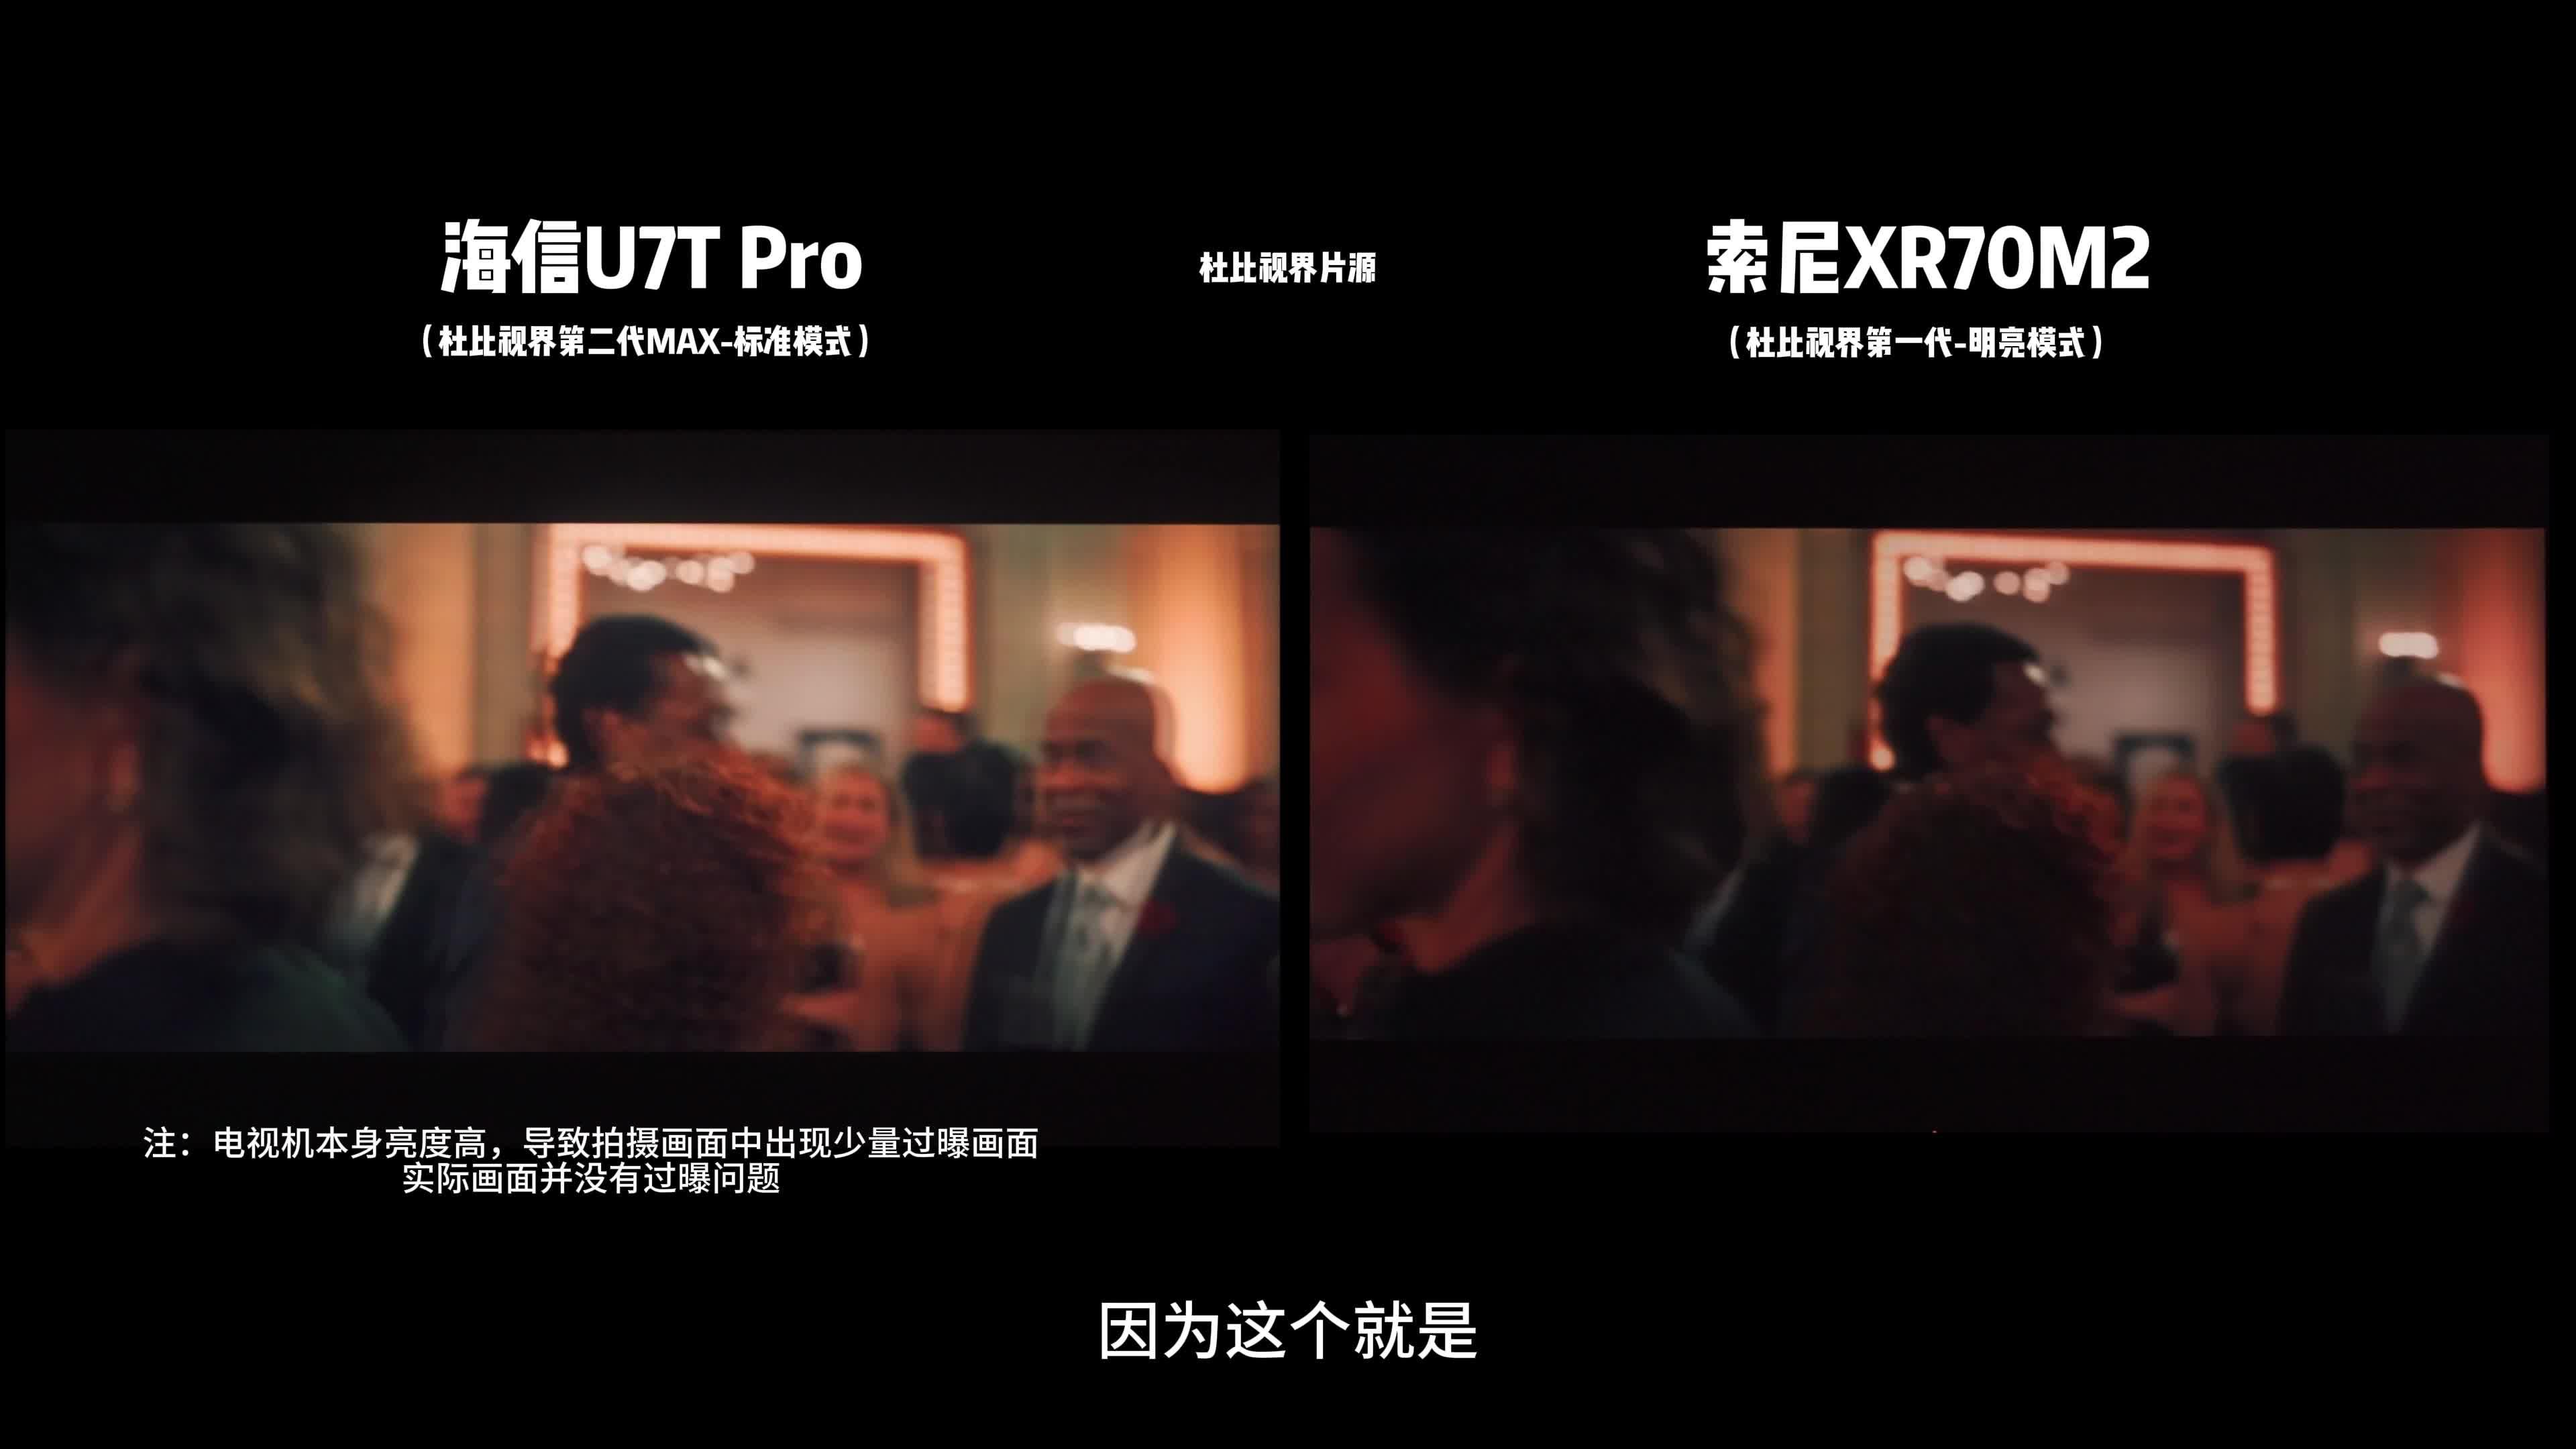 海信U7T Pro
杜比视界片源
索尼XR70M2
（杜比视界第二代MAX-标准模式）
（杜比视界第一代-明亮模式）
注：电视机本身亮度高，导致拍摄画面中出现少量过曝画面
实际画面并没有过曝问题
因为这个就是